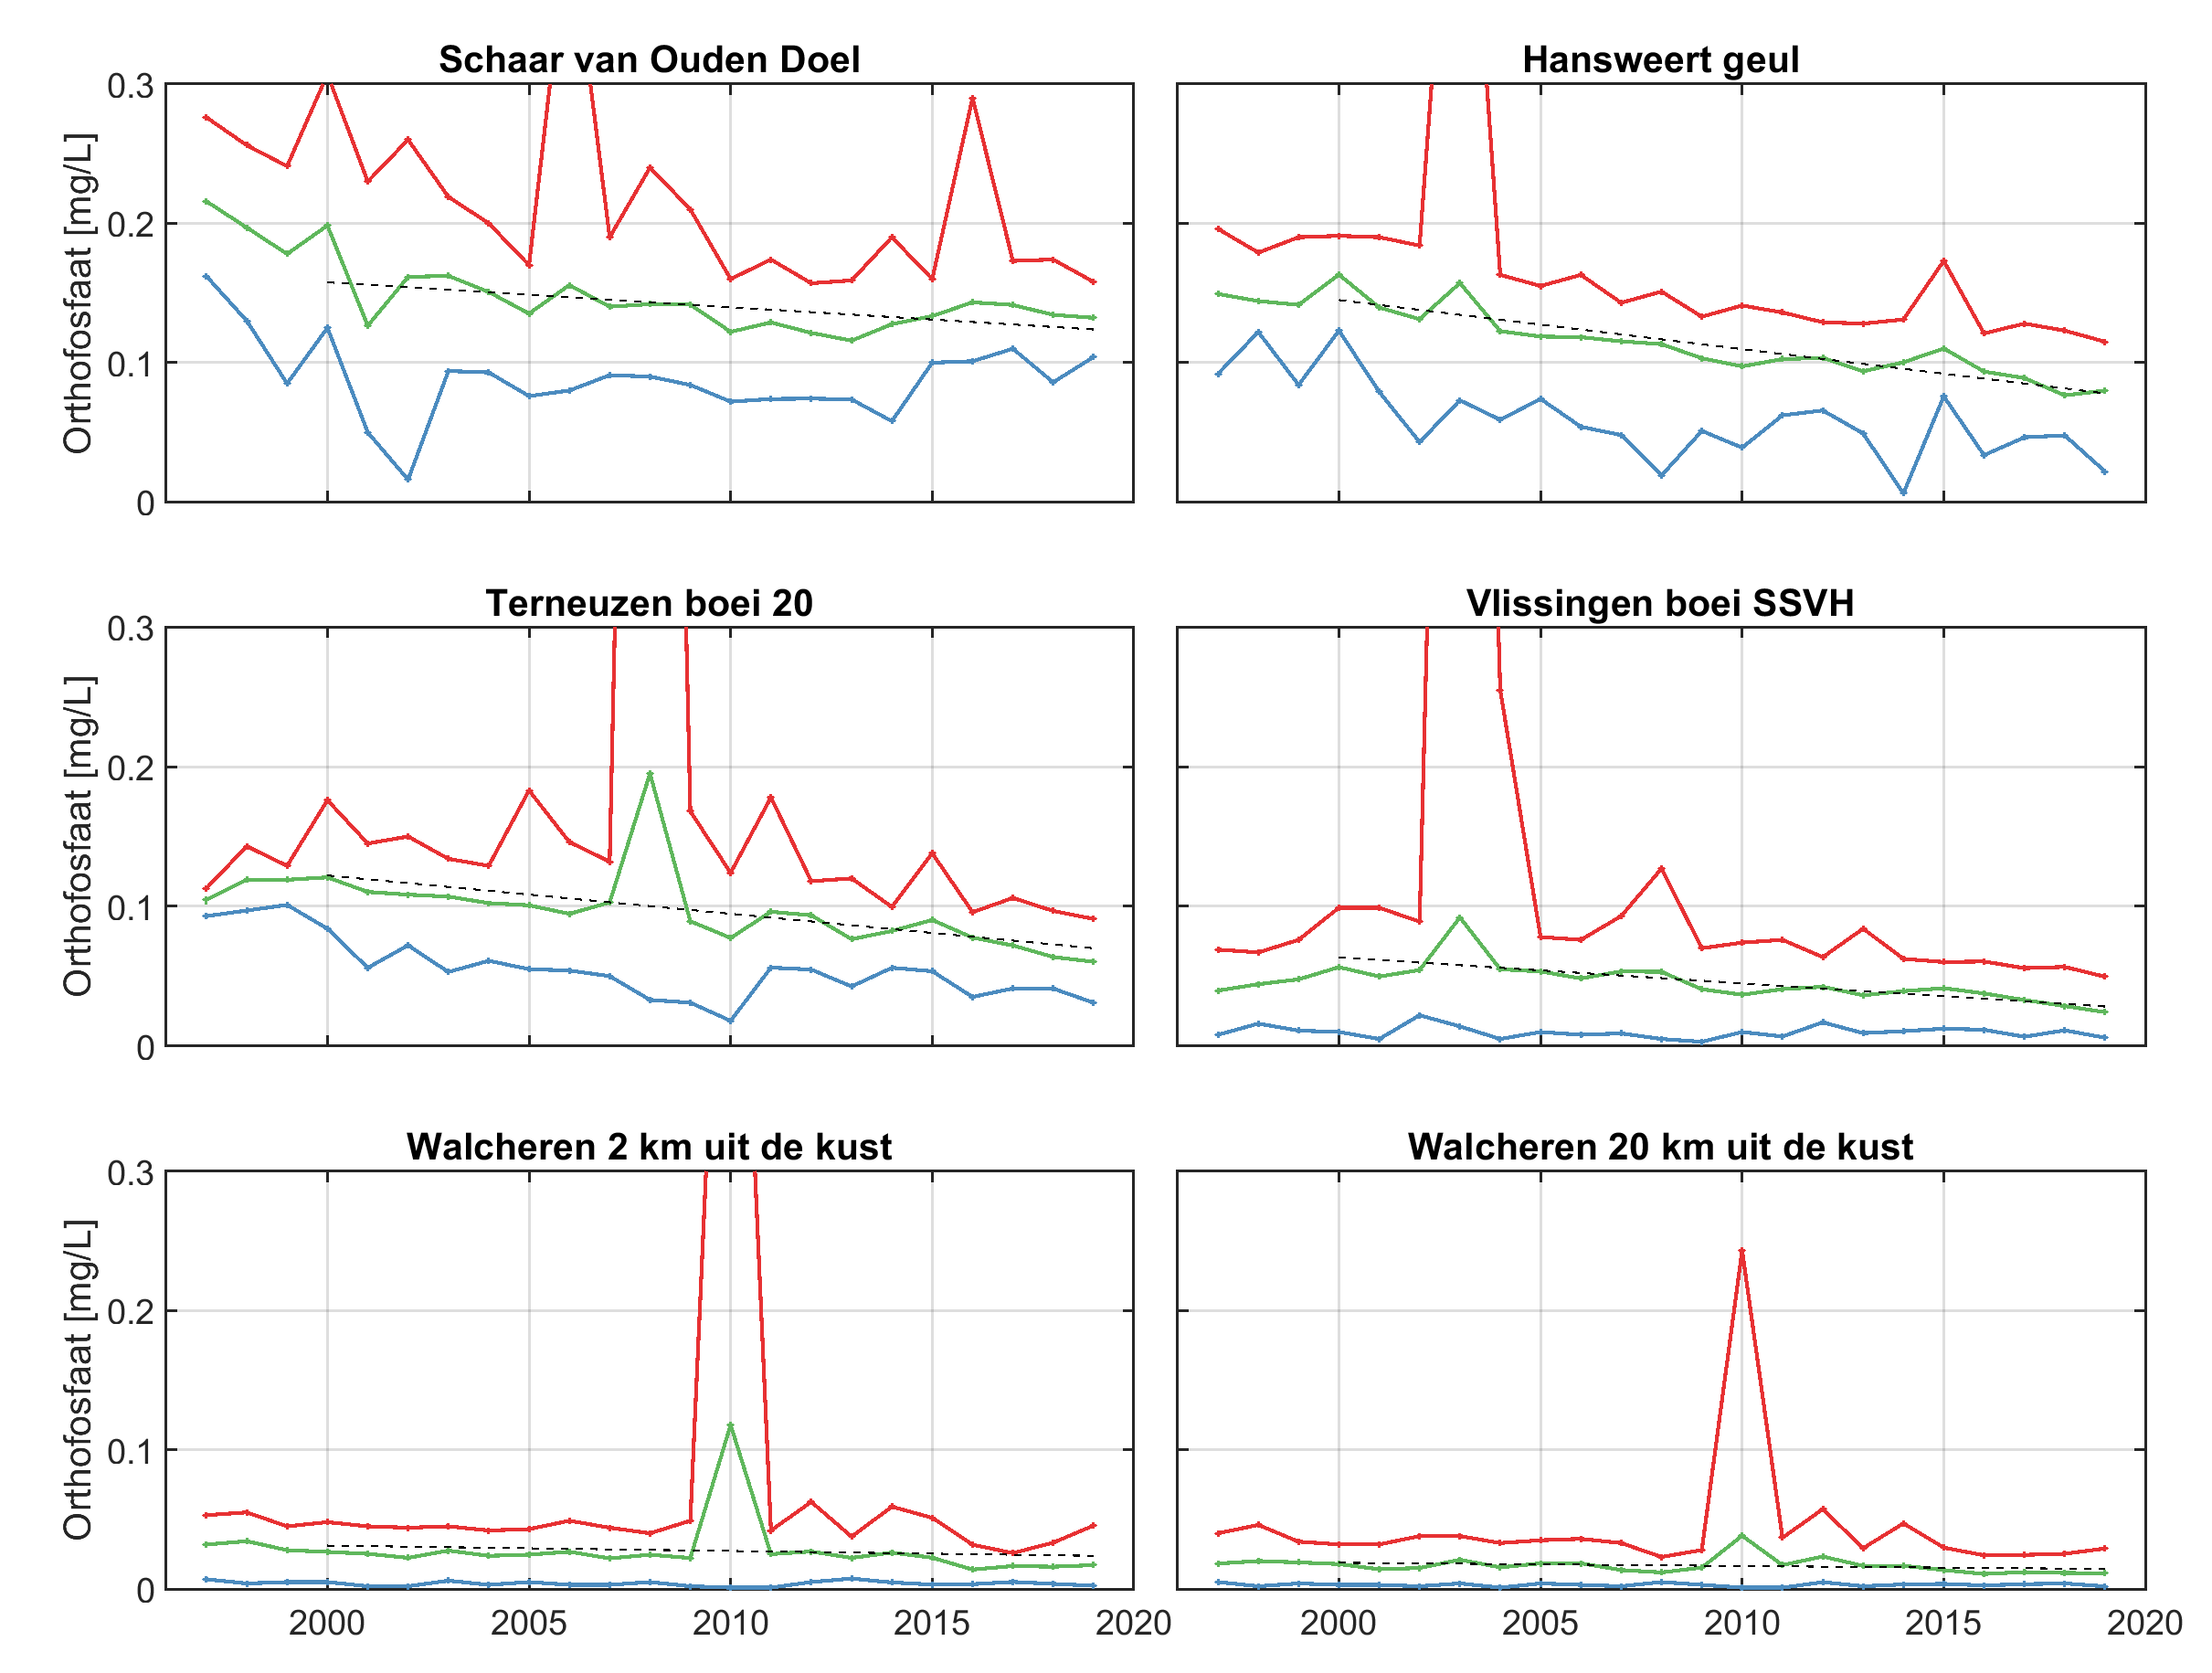 Schaar van Ouden Doel
Hansweert geul
Orthofosfaat [mg/L]
0.3
0.2
0.1
0
Terneuzen boei 20
Vlissingen boei SSVH
Orthofosfaat [mg/L]
0.3
0.2
0.1
0
Walcheren 2 km uit de kust
Walcheren 20 km uit de kust
Orthofosfaat [mg/L]
0.3
0.2
0.1
0
2000 2005 2010 2015 2020
2000 2005 2010 2015 2020